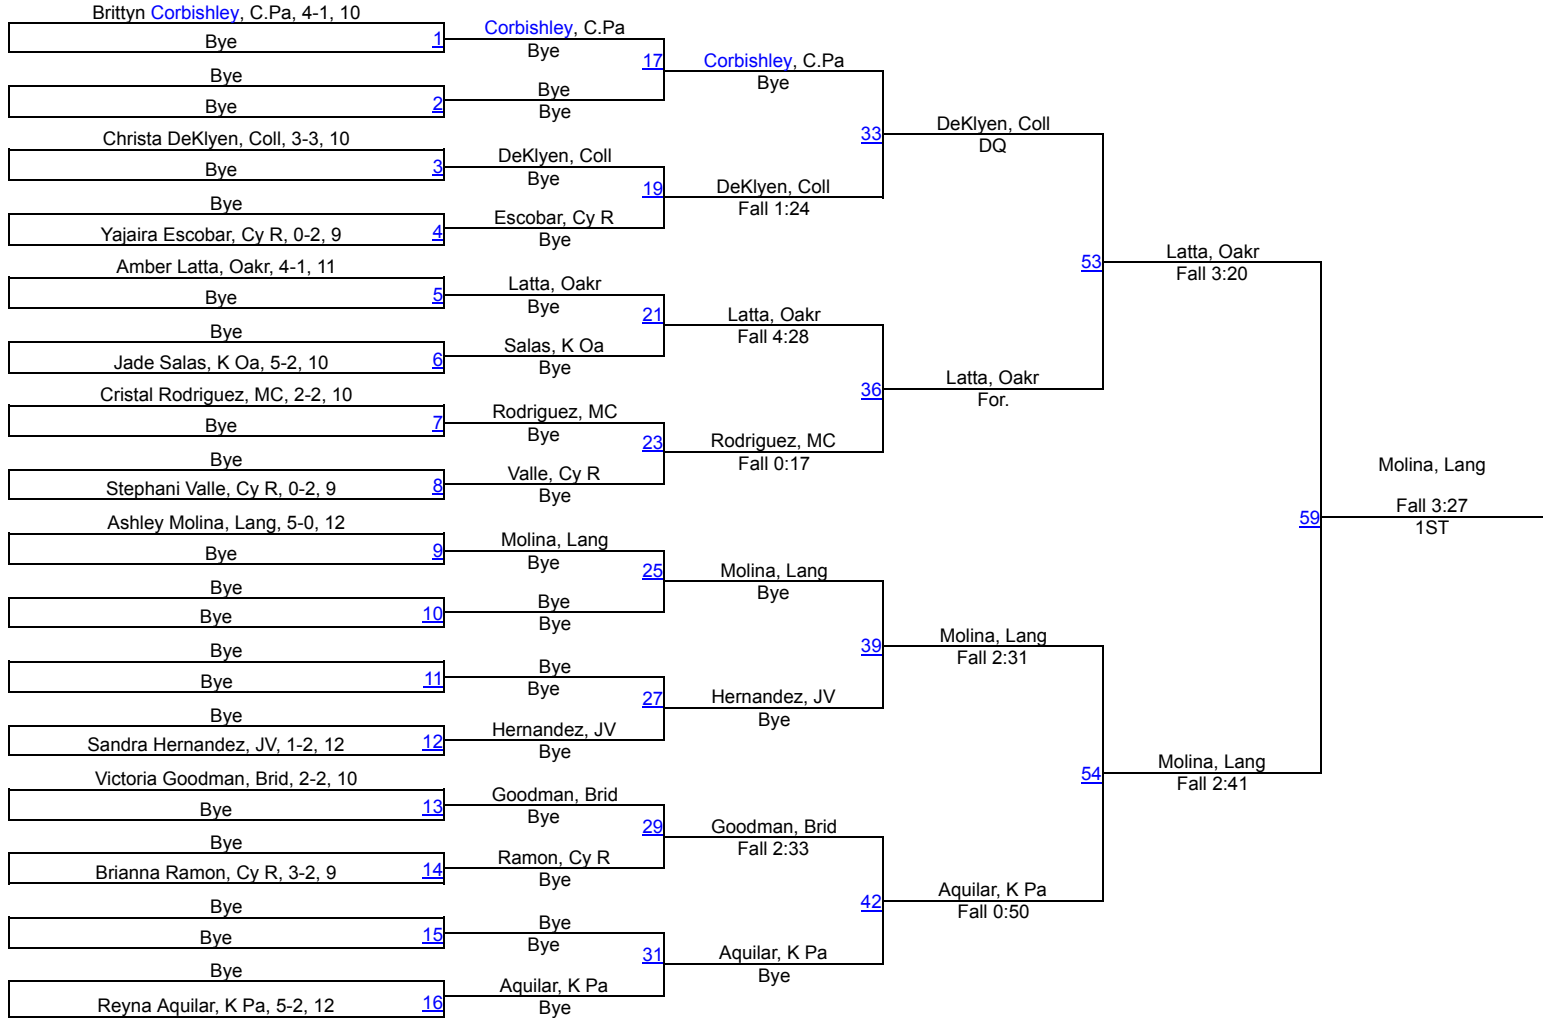 Brittyn Corbishley, C.Pa, 4-1, 10
Bye
1
Bye
Bye
2
Christa DeKlyen, Coll, 3-3, 10
Bye
3
Bye
Yajaira Escobar, Cy R, 0-2, 9
4
Amber Latta, Oakr, 4-1, 11
Bye
5
Bye
Jade Salas, K Oa, 5-2, 10
6
Cristal Rodriguez, MC, 2-2, 10
Bye
7
Bye
Stephani Valle, Cy R, 0-2, 9
8
Ashley Molina, Lang, 5-0, 12
Bye
9
Bye
Bye
10
Bye
Bye
11
Bye
Sandra Hernandez, JV, 1-2, 12
12
Victoria Goodman, Brid, 2-2, 10
Bye
13
Bye
Brianna Ramon, Cy R, 3-2, 9
14
Bye
Bye
15
Bye
Reyna Aquilar, K Pa, 5-2, 12
16
Corbishley, C.Pa
Bye
17
Bye
Bye
DeKlyen, Coll
Bye
19
Escobar, Cy R
Bye
Latta, Oakr
Bye
21
Salas, K Oa
Bye
Rodriguez, MC
Bye
23
Valle, Cy R
Bye
Molina, Lang
Bye
25
Bye
Bye
Bye
Bye
27
Hernandez, JV
Bye
Goodman, Brid
Bye
29
Ramon, Cy R
Bye
Bye
Bye
31
Aquilar, K Pa
Bye
Corbishley, C.Pa
Bye
33
DeKlyen, Coll
Fall 1:24
Latta, Oakr
Fall 4:28
36
Rodriguez, MC
Fall 0:17
Molina, Lang
Bye
39
Hernandez, JV
Bye
Goodman, Brid
Fall 2:33
42
Aquilar, K Pa
Bye
DeKlyen, Coll
DQ
53
Latta, Oakr
For.
Molina, Lang
Fall 2:31
54
Aquilar, K Pa
Fall 0:50
Latta, Oakr
Fall 3:20
59
Molina, Lang
Fall 2:41
Molina, Lang
Fall 3:27
1ST